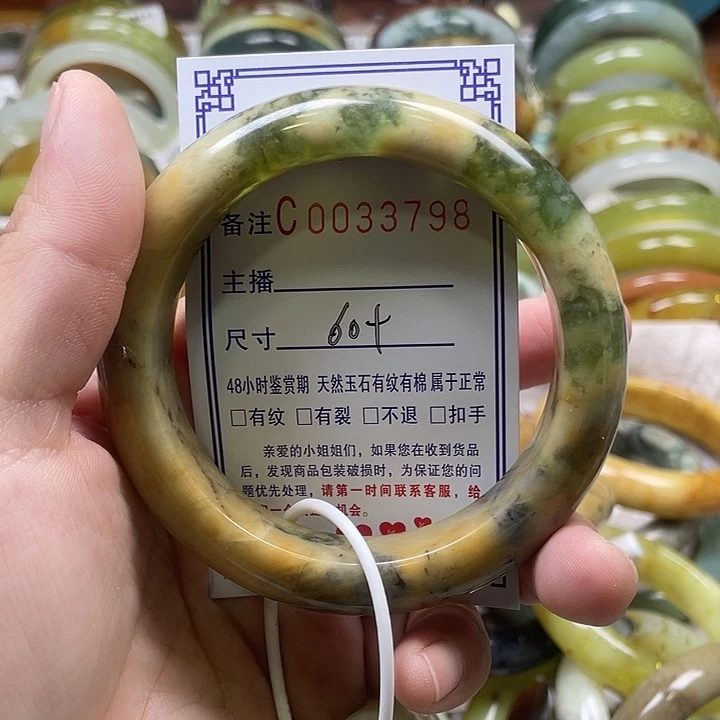 备注C0033798
主播
尺寸 60+
48小时鉴赏期 天然玉石有纹有棉 属于正常
□有纹 □有裂 □不退 □扣手
亲爱的小姐姐们，如果您在收到货品
后，发现商品包装破损时，为保证您的问
题优先处理，请第一时间联系客服，给
机会。